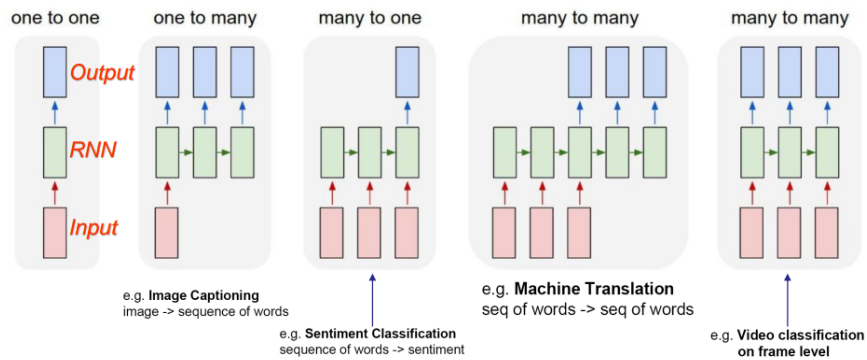 one to one
one to many
many to one
many to many
many to many
Output
RNN
Input
e.g. Image Captioning
image -> sequence of words
e.g. Sentiment Classification
sequence of words -> sentiment
e.g. Machine Translation
seq of words -> seq of words
e.g. Video classification
on frame level